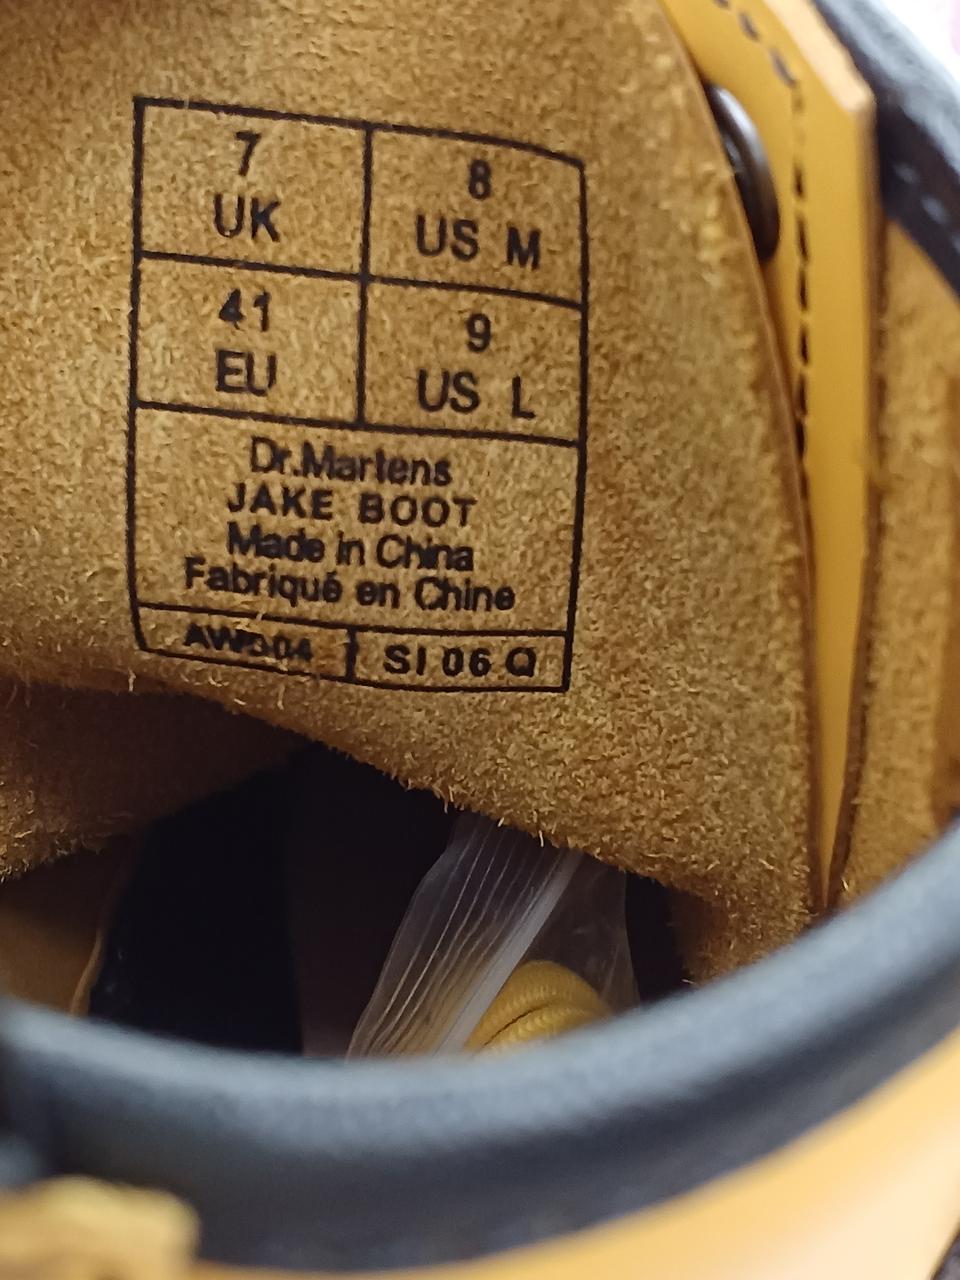 7
UK
8
US M
41
EU
9
US L
Dr.Martens
JAKE BOOT
Made in China
Fabriqué en Chine
SI 06 Q